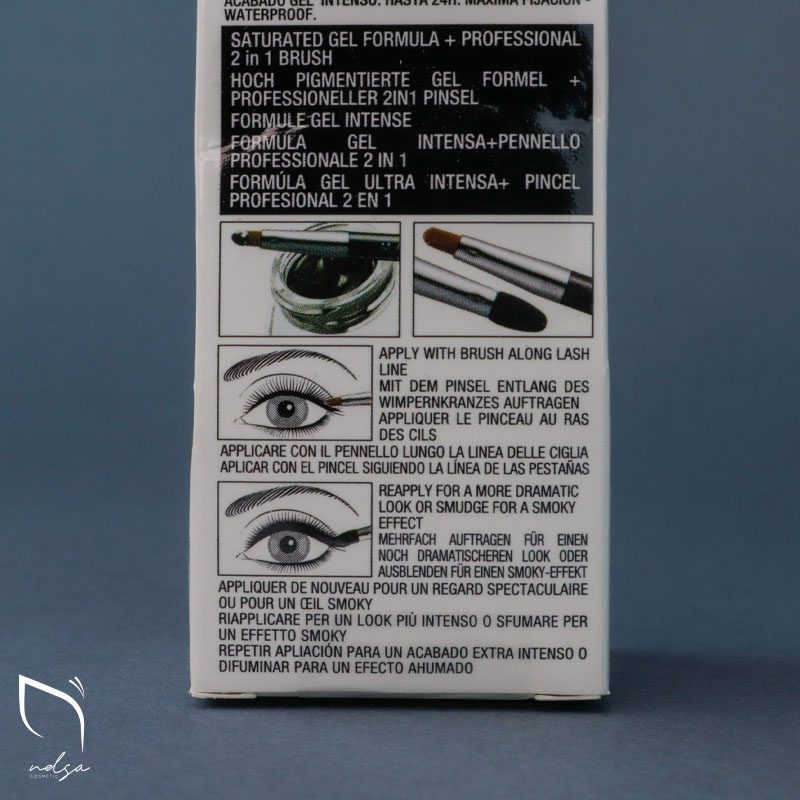 ACABADO GEL INTENSO. HASTA 24H. MÁXIMA FIJACIÓN -
WATERPROOF.
SATURATED GEL FORMULA + PROFESSIONAL
2 in 1 BRUSH
HOCH PIGMENTIERTE GEL FORMEL +
PROFESSIONELLER 2IN1 PINSEL
FORMULE GEL INTENSE
FORMULA GEL INTENSA+PENNELLO
PROFESSIONALE 2 IN 1
FORMÚLA GEL ULTRA INTENSA+ PINCEL
PROFESIONAL 2 EN 1
APPLY WITH BRUSH ALONG LASH
LINE
MIT DEM PINSEL ENTLANG DES
WIMPERNKRANZES AUFTRAGEN
APPLIQUER LE PINCEAU AU RAS
DES CILS
APPLICARE CON IL PENNELLO LUNGO LA LINEA DELLE CIGLIA
APLICAR CON EL PINCEL SIGUIENDO LA LÍNEA DE LAS PESTAÑAS
REAPPLY FOR A MORE DRAMATIC
LOOK OR SMUDGE FOR A SMOKY
EFFECT
MEHRFACH AUFTRAGEN FÜR EINEN
NOCH DRAMATISCHEREN LOOK ODER
AUSBLENDEN FÜR EINEN SMOKY-EFFEKT
APPLIQUER DE NOUVEAU POUR UN REGARD SPECTACULAIRE
OU POUR UN ŒIL SMOKY
RIAPPLICARE PER UN LOOK PIÙ INTENSO O SFUMARE PER
UN EFFETTO SMOKY
REPETIR APLIACIÓN PARA UN ACABADO EXTRA INTENSO O
DIFUMINAR PARA UN EFECTO AHUMADO
ndsa
COSMETIC